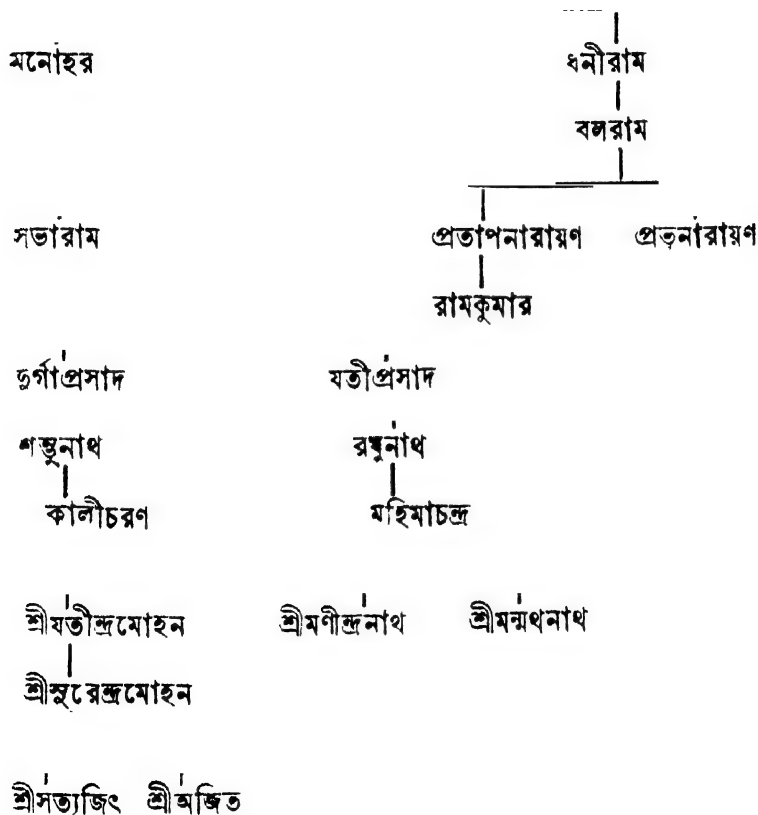 মনোহর ধনীরাম
বলরাম
সভারাম প্রতাপনারায়ণ প্রভুনারায়ণ
রামকুমার
দুর্গাপ্রসাদ যতীপ্রসাদ
শম্ভুনাথ রঘুনাথ
কালীচরণ মহিমাচন্দ্র
শ্রীযতীন্দ্রমোহন শ্রীমণীন্দ্রনাথ শ্রীমন্মথনাথ
শ্রীসুরেন্দ্রমোহন
শ্রীসত্যজিৎ শ্রীঅজিত